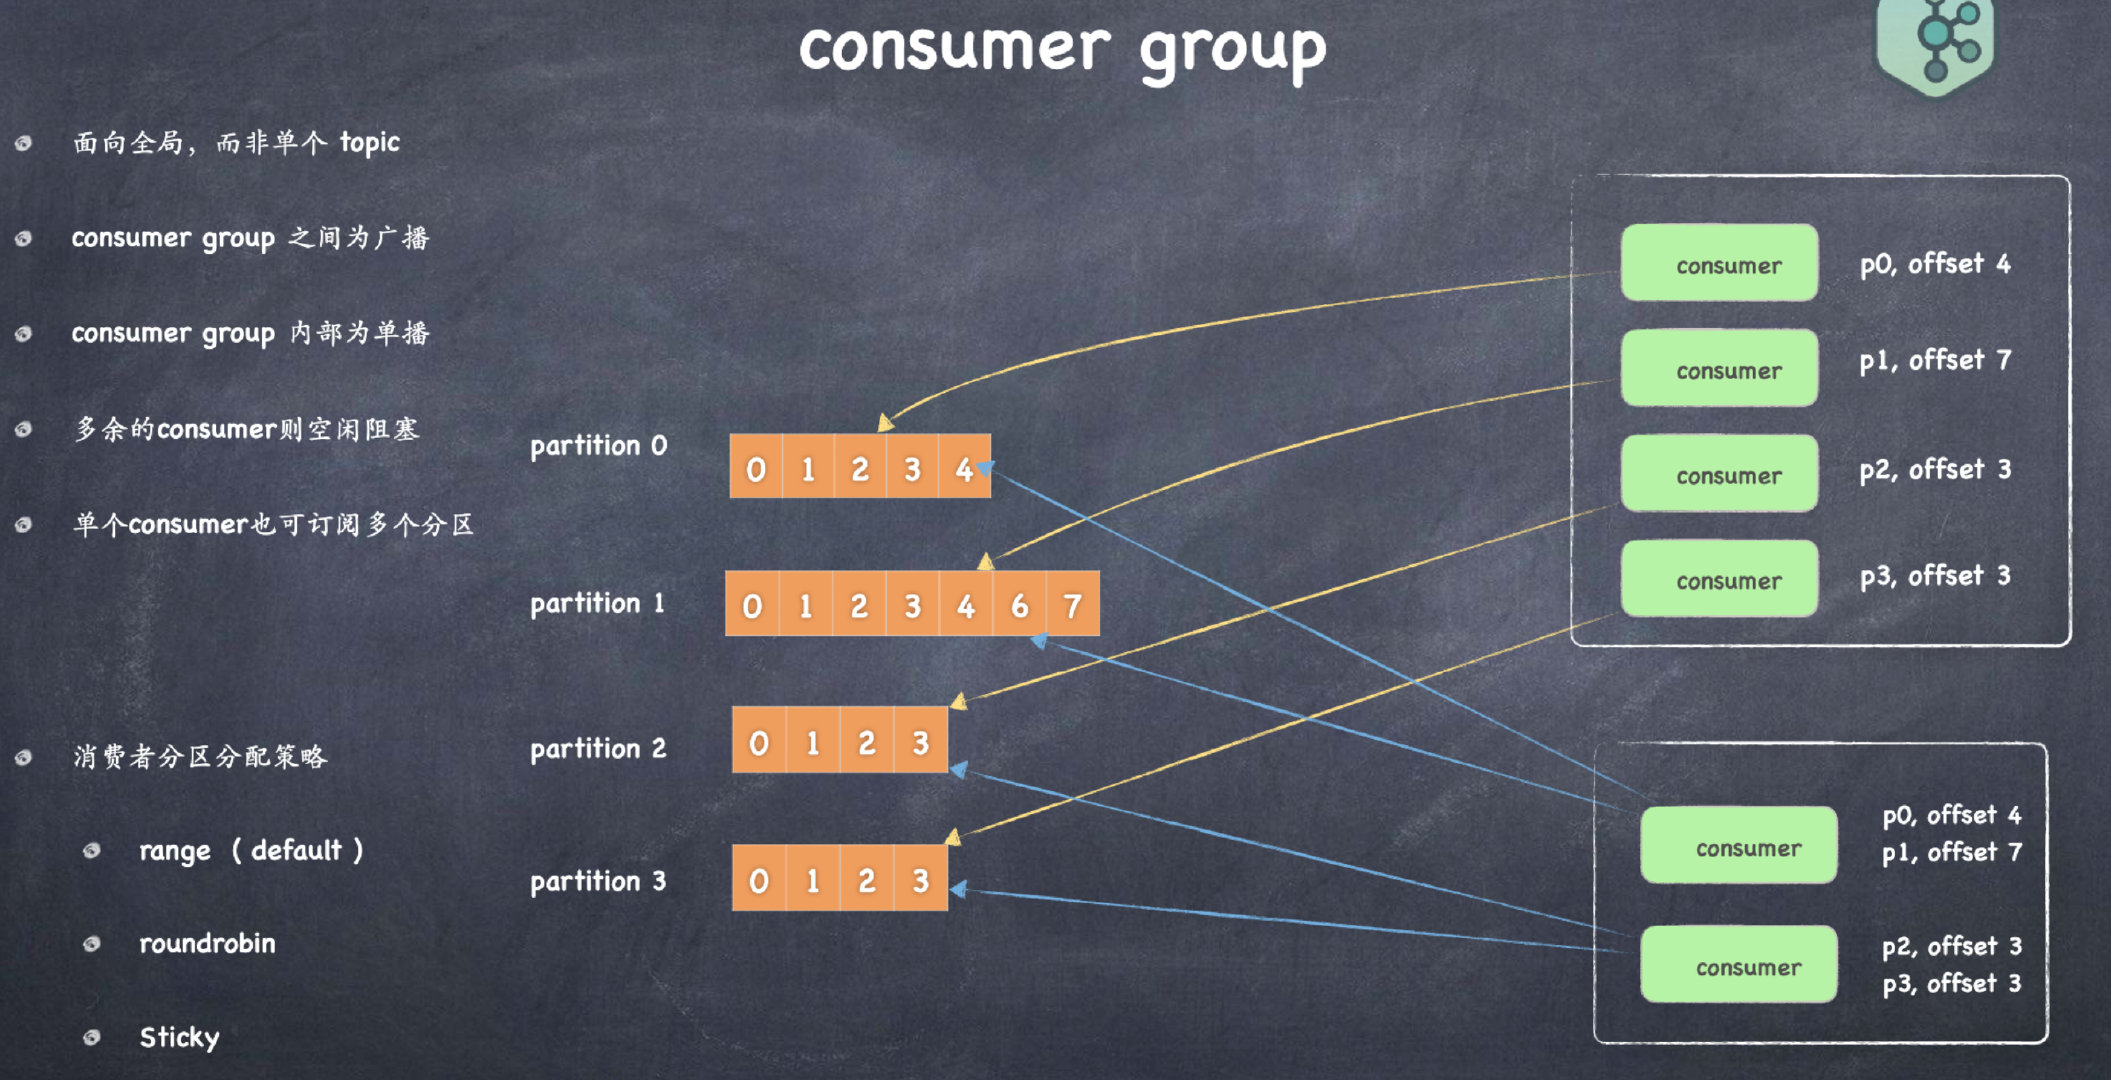 consumer group
面向全局，而非单个 topic
consumer group 之间为广播
consumer group 内部为单播
多余的consumer则空闲阻塞
单个consumer也可订阅多个分区
消费者分区分配策略
range （ default ）
roundrobin
Sticky
partition 0
0 1 2 3 4
partition 1
0 1 2 3 4 6 7
partition 2
0 1 2 3
partition 3
0 1 2 3
consumer p0, offset 4
consumer p1, offset 7
consumer p2, offset 3
consumer p3, offset 3
p0, offset 4
consumer
p1, offset 7
p2, offset 3
consumer
p3, offset 3